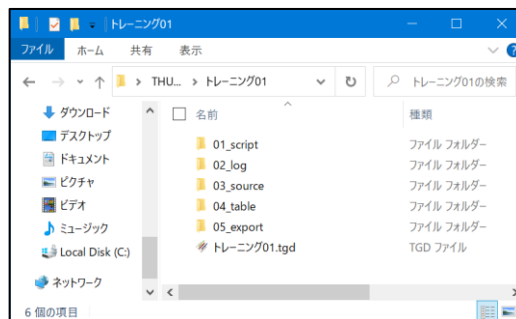 トレーニング01
ファイル ホーム 共有 表示
THU... トレーニング01 トレーニング01の検索
ダウンロード
デスクトップ
ドキュメント
ピクチャ
ビデオ
ミュージック
Local Disk (C:)
ネットワーク
名前 種類
01_script ファイル フォルダー
02_log ファイル フォルダー
03_source ファイル フォルダー
04_table ファイル フォルダー
05_export ファイル フォルダー
トレーニング01.tgd TGD ファイル
6 個の項目